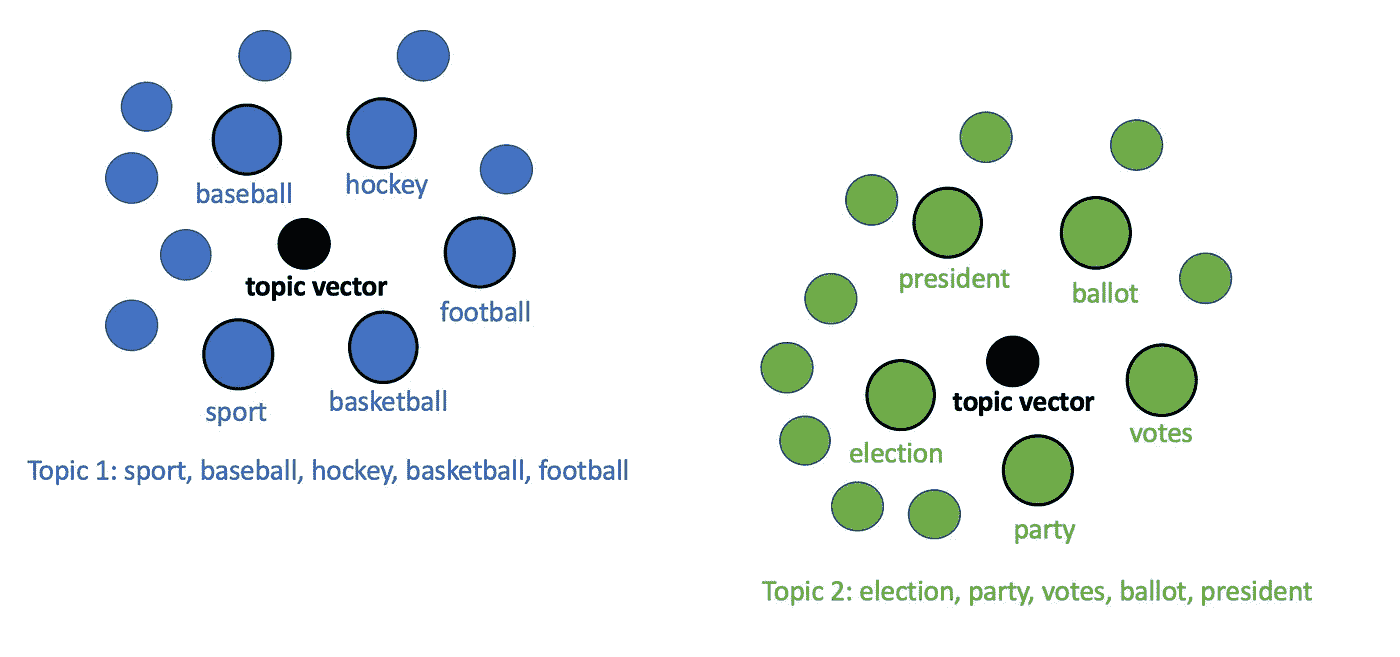 baseball
hockey
topic vector
football
sport
basketball
Topic 1: sport, baseball, hockey, basketball, football
president
ballot
topic vector
votes
election
party
Topic 2: election, party, votes, ballot, president